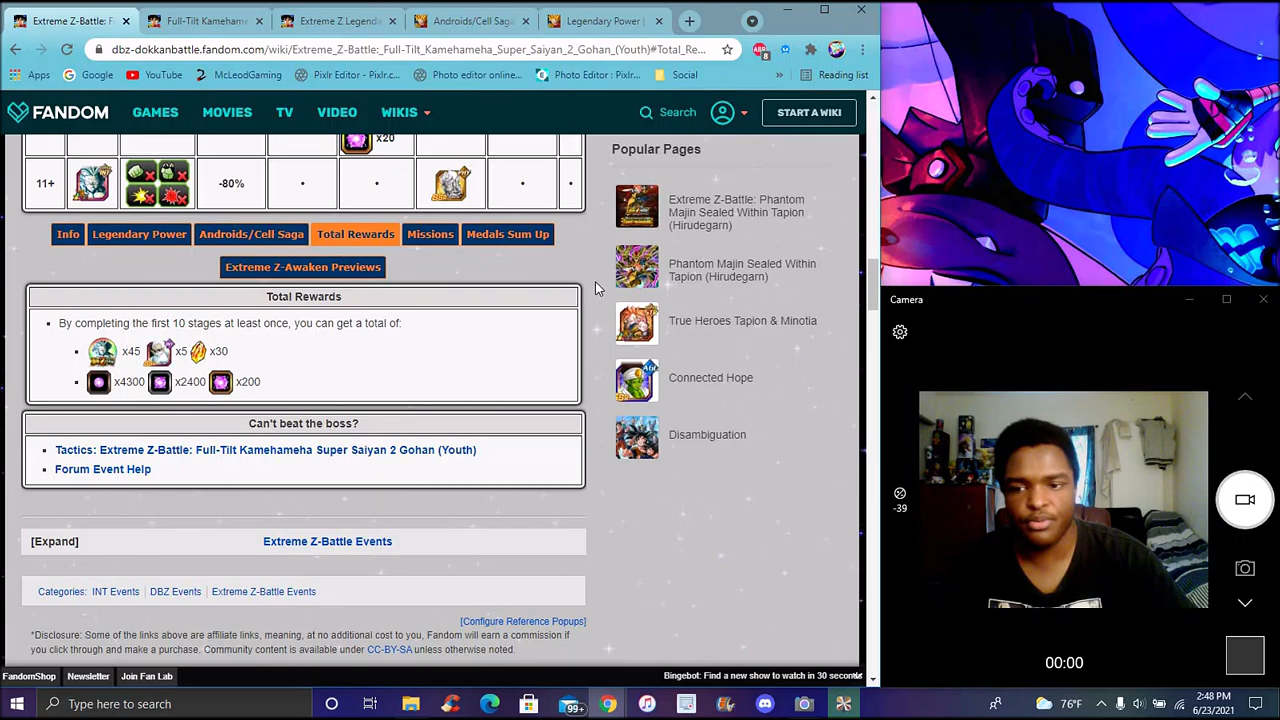 Extreme Z-Battle: F
Full-Tilt Kamehame
Extreme Z Legenda
Androids/Cell Saga
Legendary Power |
dbz-dokkanbattle.fandom.com/wiki/Extreme_Z-Battle:_Full-Tilt_Kamehameha_Super_Saiyan_2_Gohan_(Youth)#Total_Re...
ABP
8
Apps
Google
YouTube
McLeodGaming
Pixlr Editor - Pixlr.c...
Photo editor online...
Photo Editor : Pixlr...
Social
»
Reading list
FANDOM
GAMES
MOVIES
TV
VIDEO
WIKIS
Search
START A WIKI
x20
11+
-80%
Info
Legendary Power
Androids/Cell Saga
Total Rewards
Missions
Medals Sum Up
Extreme Z-Awaken Previews
Total Rewards
By completing the first 10 stages at least once, you can get a total of:
x45 x5 x30
x4300 x2400 x200
Can't beat the boss?
Tactics: Extreme Z-Battle: Full-Tilt Kamehameha Super Saiyan 2 Gohan (Youth)
Forum Event Help
[Expand]
Extreme Z-Battle Events
Categories: INT Events DBZ Events Extreme Z-Battle Events
[Configure Reference Popups]
*Disclosure: Some of the links above are affiliate links, meaning, at no additional cost to you, Fandom will earn a commission if
you click through and make a purchase. Community content is available under CC-BY-SA unless otherwise noted.
Popular Pages
Extreme Z-Battle: Phantom
Majin Sealed Within Tapion
(Hirudegarn)
Phantom Majin Sealed Within
Tapion (Hirudegarn)
True Heroes Tapion & Minotia
Connected Hope
Disambiguation
FandomShop
Newsletter
Join Fan Lab
Bingebot: Find a new show to watch in 30 seconds
Camera
-39
00:00
Type here to search
99+
76°F
2:48 PM
6/23/2021